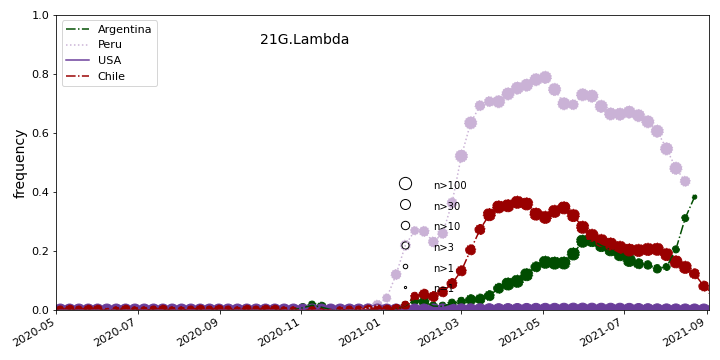 21G.Lambda
Argentina
Peru
USA
Chile
frequency
1.0
0.8
0.6
0.4
0.2
0.0
n>100
n>30
n>10
n>3
n>1
2020-05
2020-07
2020-09
2020-11
2021-01
2021-03
2021-05
2021-07
2021-09